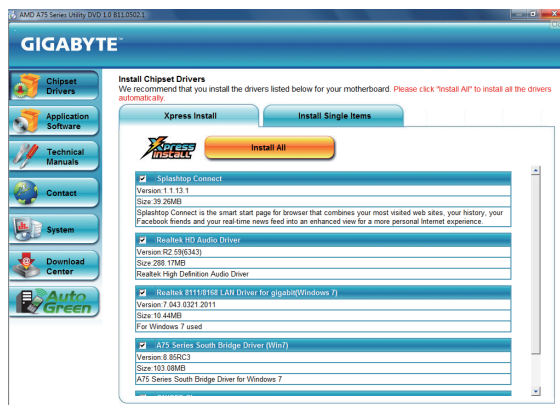 AMD A75 Series Utility DVD 1.0 B11.0502.1
GIGABYTE™
Chipset
Drivers
Application
Software
Technical
Manuals
Contact
System
Download
Center
Auto
Green
Install Chipset Drivers
We recommend that you install the drivers listed below for your motherboard. Please click "Install All" to install all the drivers
automatically.
Xpress Install
Install Single Items
Xpress
Install
Install All
Splashtop Connect
Version:1.1.13.1
Size:39.26MB
Splashtop Connect is the smart start page for browser that combines your most visited web sites, your history, your
Facebook friends and your real-time news feed into an enhanced view for a more personal Internet experience.
Realtek HD Audio Driver
Version:R2.59(6343)
Size:288.17MB
Realtek High Definition Audio Driver
Realtek 8111/8168 LAN Driver for gigabit(Windows 7)
Version:7.043.0321.2011
Size:10.44MB
For Windows 7 used
A75 Series South Bridge Driver (Win7)
Version:8.85RC3
Size:103.08MB
A75 Series South Bridge Driver for Windows 7